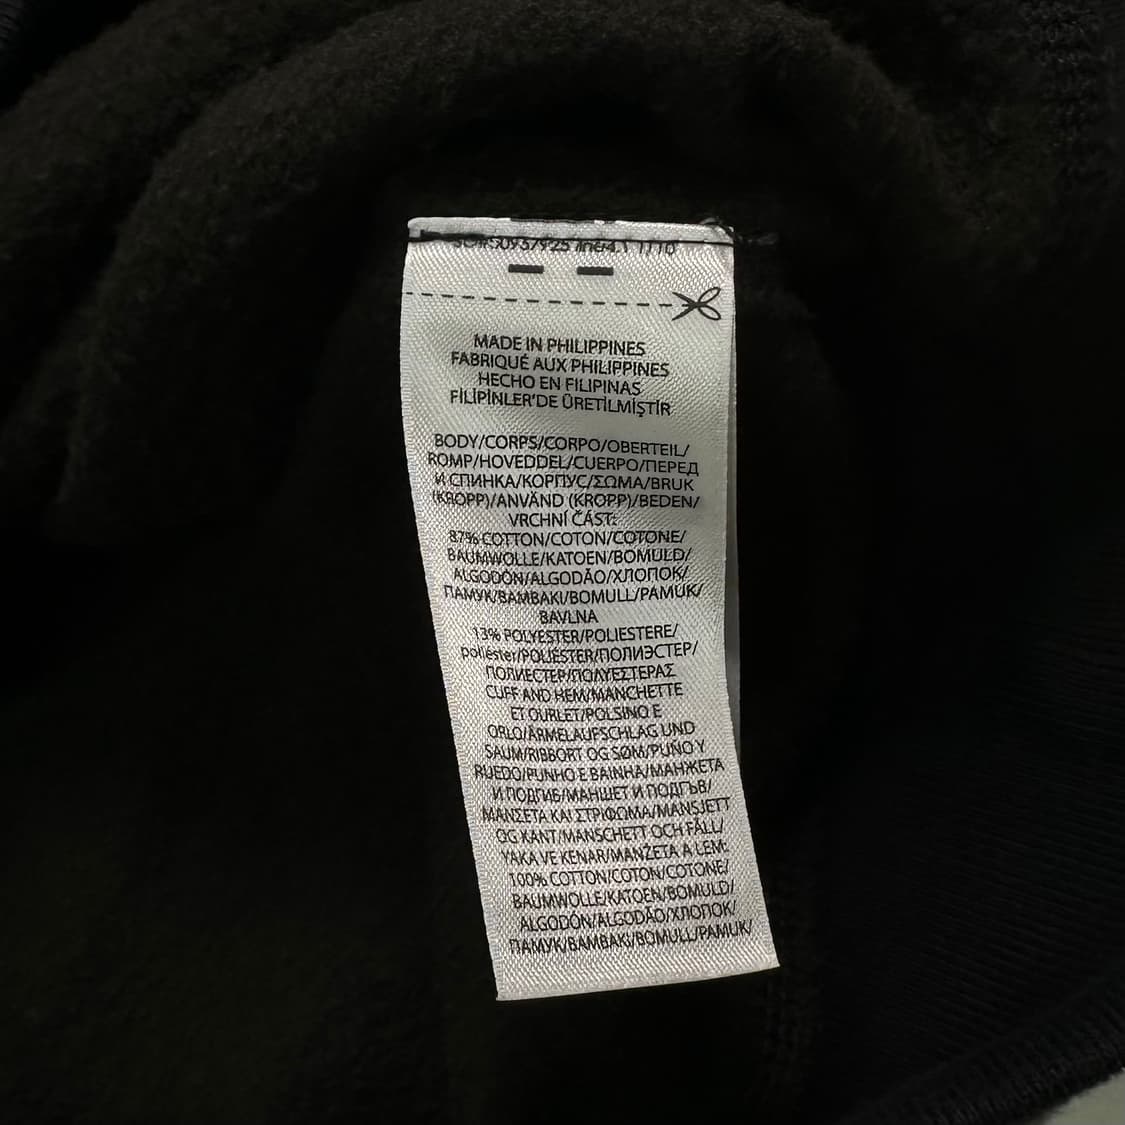 MADE IN PHILIPPINES
FABRIQUÉ AUX PHILIPPINES
HECHO EN FILIPINAS
FİLİPİNLER'DE ÜRETİLMİŞTİR
BODY/CORPS/CORPO/OBERTEIL/
ROMP/HOVEDDEL/CUERPO/ПЕРЕД
И СПИНКА/КОРПУС/ΣΩΜΑ/BRUK
(KROPP)/ANVÄND (KROPP)/BEDEN/
VRCHNÍ ČÁST:
87% COTTON/COTON/COTONE/
BAUMWOLLE/KATOEN/BOMULD/
ALGODÓN/ALGODÃO/ХЛОПОК/
ПАМУК/ΒΑΜΒΑΚΙ/BOMULL/PAMUK/
BAVLNA
13% POLYESTER/POLIESTERE/
poliéster/POLIÉSTER/ПОЛИЭСТЕР/
ПОЛИЕСТЕР/ΠΟΛΥΕΣΤΕΡΑΣ
CUFF AND HEM/MANCHETTE
ET OURLET/POLSINO E
ORLO/ÄRMELAUFSCHLAG UND
SAUM/RIBBORT OG SØM/PUÑO Y
RUEDO/PUNHO E BAINHA/МАНЖЕТА
И ПОДГИБ/МАНШЕТ И ПОДГЪВ/
ΜΑΝΣΕΤΑ ΚΑΙ ΣΤΡΙΦΩΜΑ/MANSJETT
OG KANT/MANSCHETT OCH FÅLL/
YAKA VE KENAR/MANŽETA A LEM:
100% COTTON/COTON/COTONE/
BAUMWOLLE/KATOEN/BOMULD/
ALGODÓN/ALGODÃO/ХЛОПОК/
ПАМУК/ΒΑΜΒΑΚΙ/BOMULL/PAMUK/